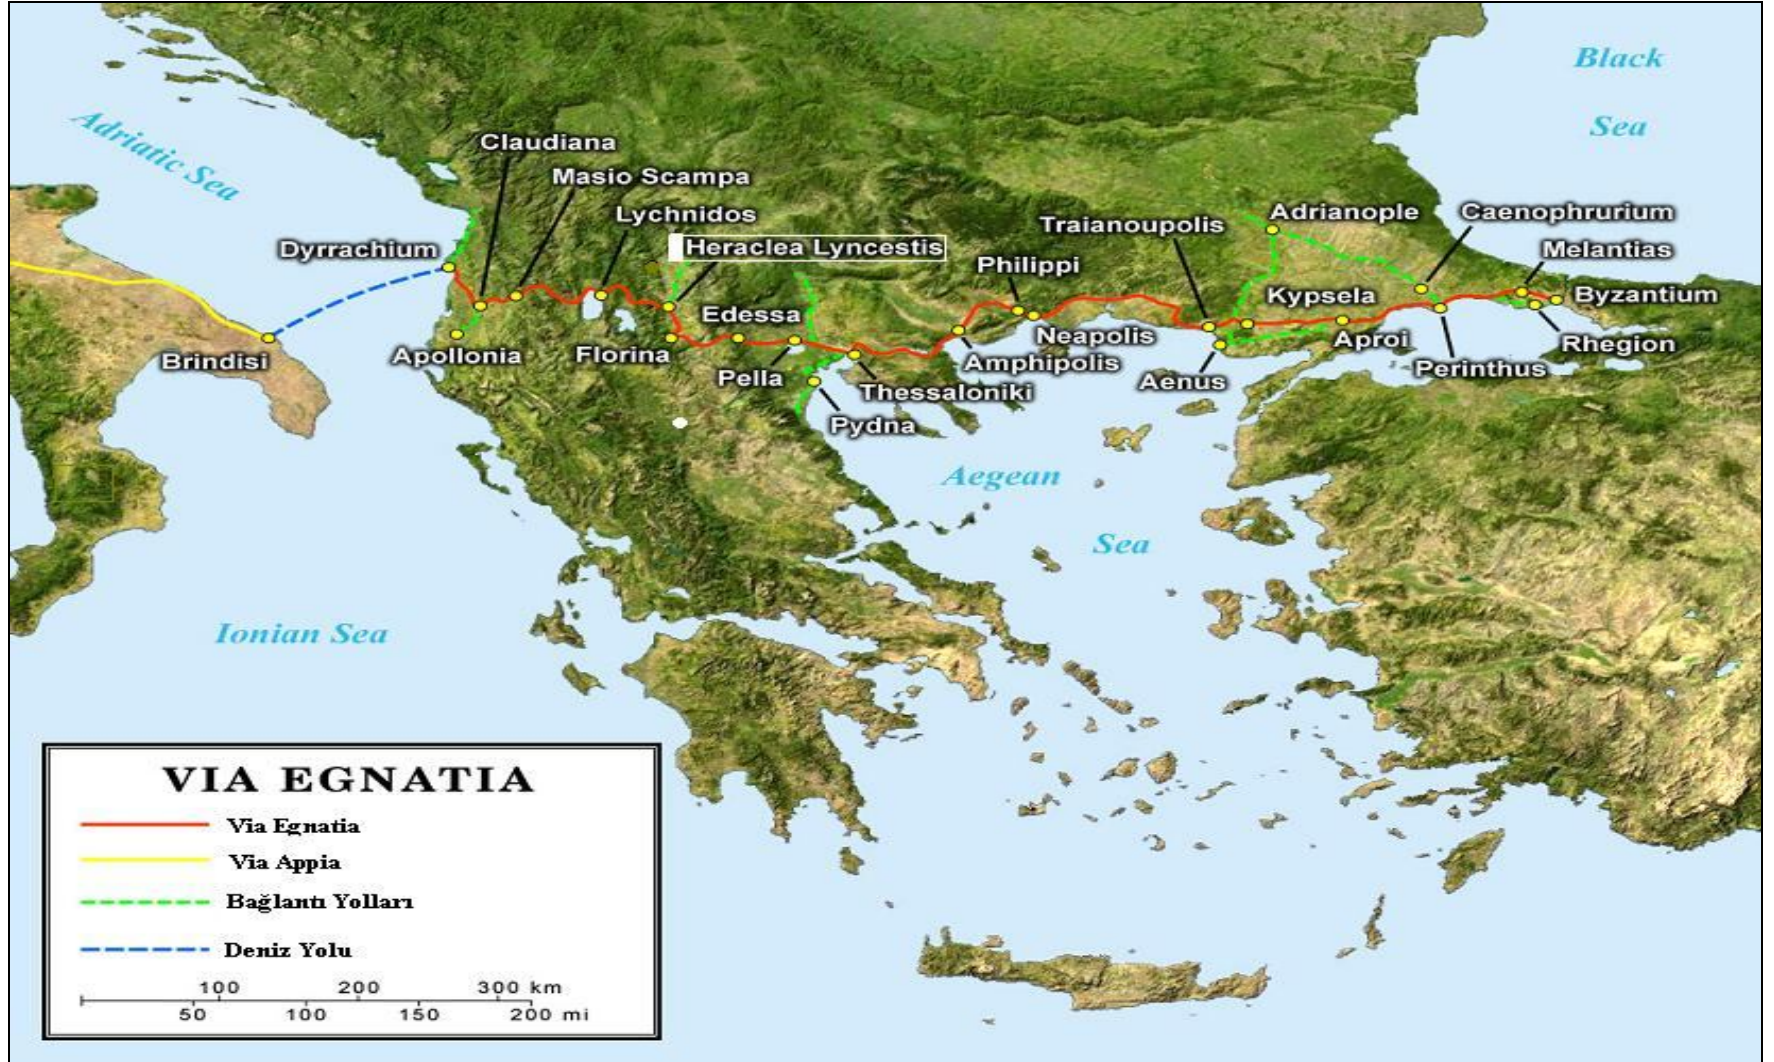 Black
Sea
Adriatic Sea
Claudiana
Masio Scampa
Lychnidos
Dyrrachium
Heraclea Lyncestis
Traianoupolis
Adrianople
Caenophrurium
Melantias
Philippi
Kypsela
Byzantium
Edessa
Brindisi
Apollonia
Florina
Neapolis
Aproi
Rhegion
Pella
Amphipolis
Aenus
Perinthus
Thessaloniki
Pydna
Aegean
Sea
Ionian Sea
VIA EGNATIA
Via Egnatia
Via Appia
Bağlantı Yolları
Deniz Yolu
100 200 300 km
50 100 150 200 mi